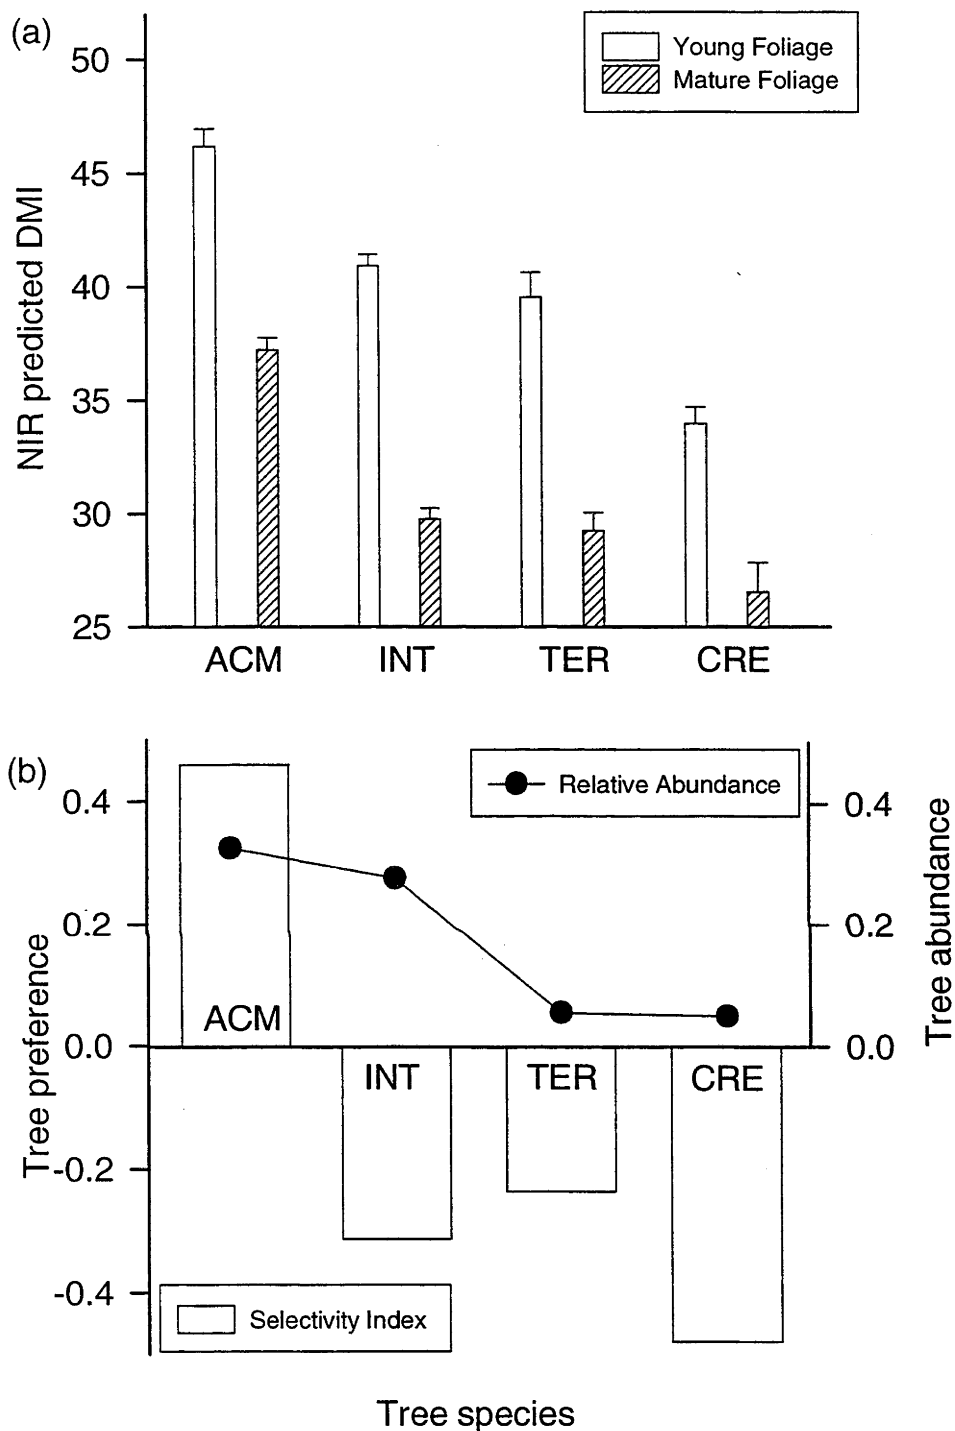 (a)
50
45
40
35
30
25
NIR predicted DMI
Young Foliage
Mature Foliage
ACM INT TER CRE
(b)
0.4
0.2
0.0
-0.2
-0.4
Tree preference
Relative Abundance
0.4
0.2
0.0
Tree abundance
ACM
INT TER CRE
Selectivity Index
Tree species